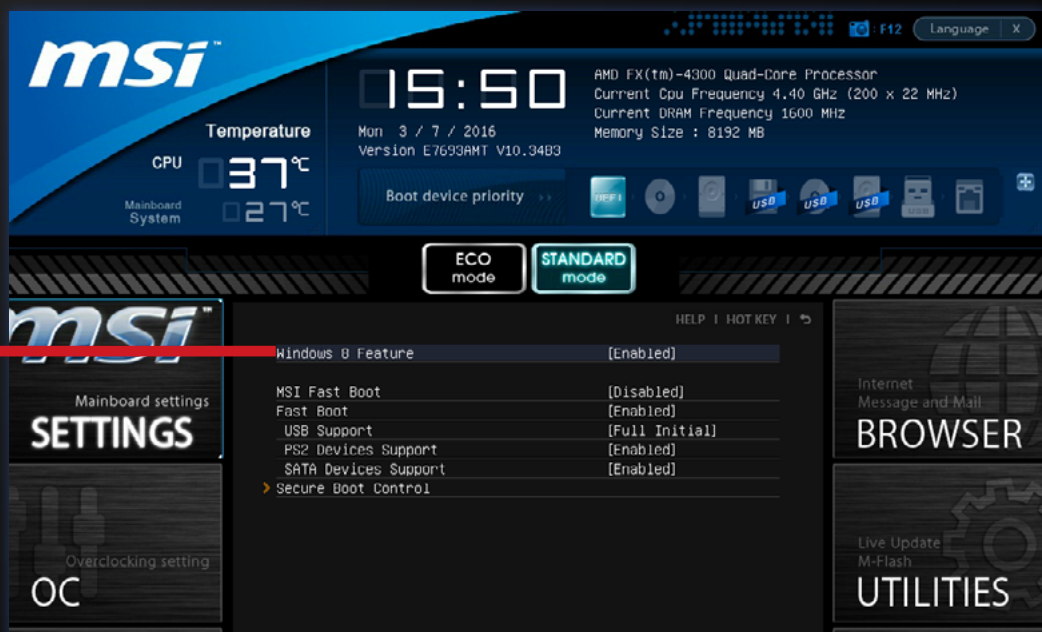 msi™
F12 Language X
15:50
AMD FX(tm)-4300 Quad-Core Processor
Current Cpu Frequency 4.40 GHz (200 x 22 MHz)
Current DRAM Frequency 1600 MHz
Memory Size : 8192 MB
Temperature
Mon 3 / 7 / 2016
Version E7693AMT V10.34B3
CPU 37℃
Mainboard
System 27℃
Boot device priority
UEFI USB USB USB USB
ECO
mode
STANDARD
mode
msi™
HELP | HOT KEY |
Windows 8 Feature [Enabled]
MSI Fast Boot [Disabled]
Fast Boot [Enabled]
USB Support [Full Initial]
PS2 Devices Support [Enabled]
SATA Devices Support [Enabled]
Secure Boot Control
Mainboard settings
SETTINGS
Internet
Message and Mail
BROWSER
Overclocking setting
OC
Live Update
M-Flash
UTILITIES